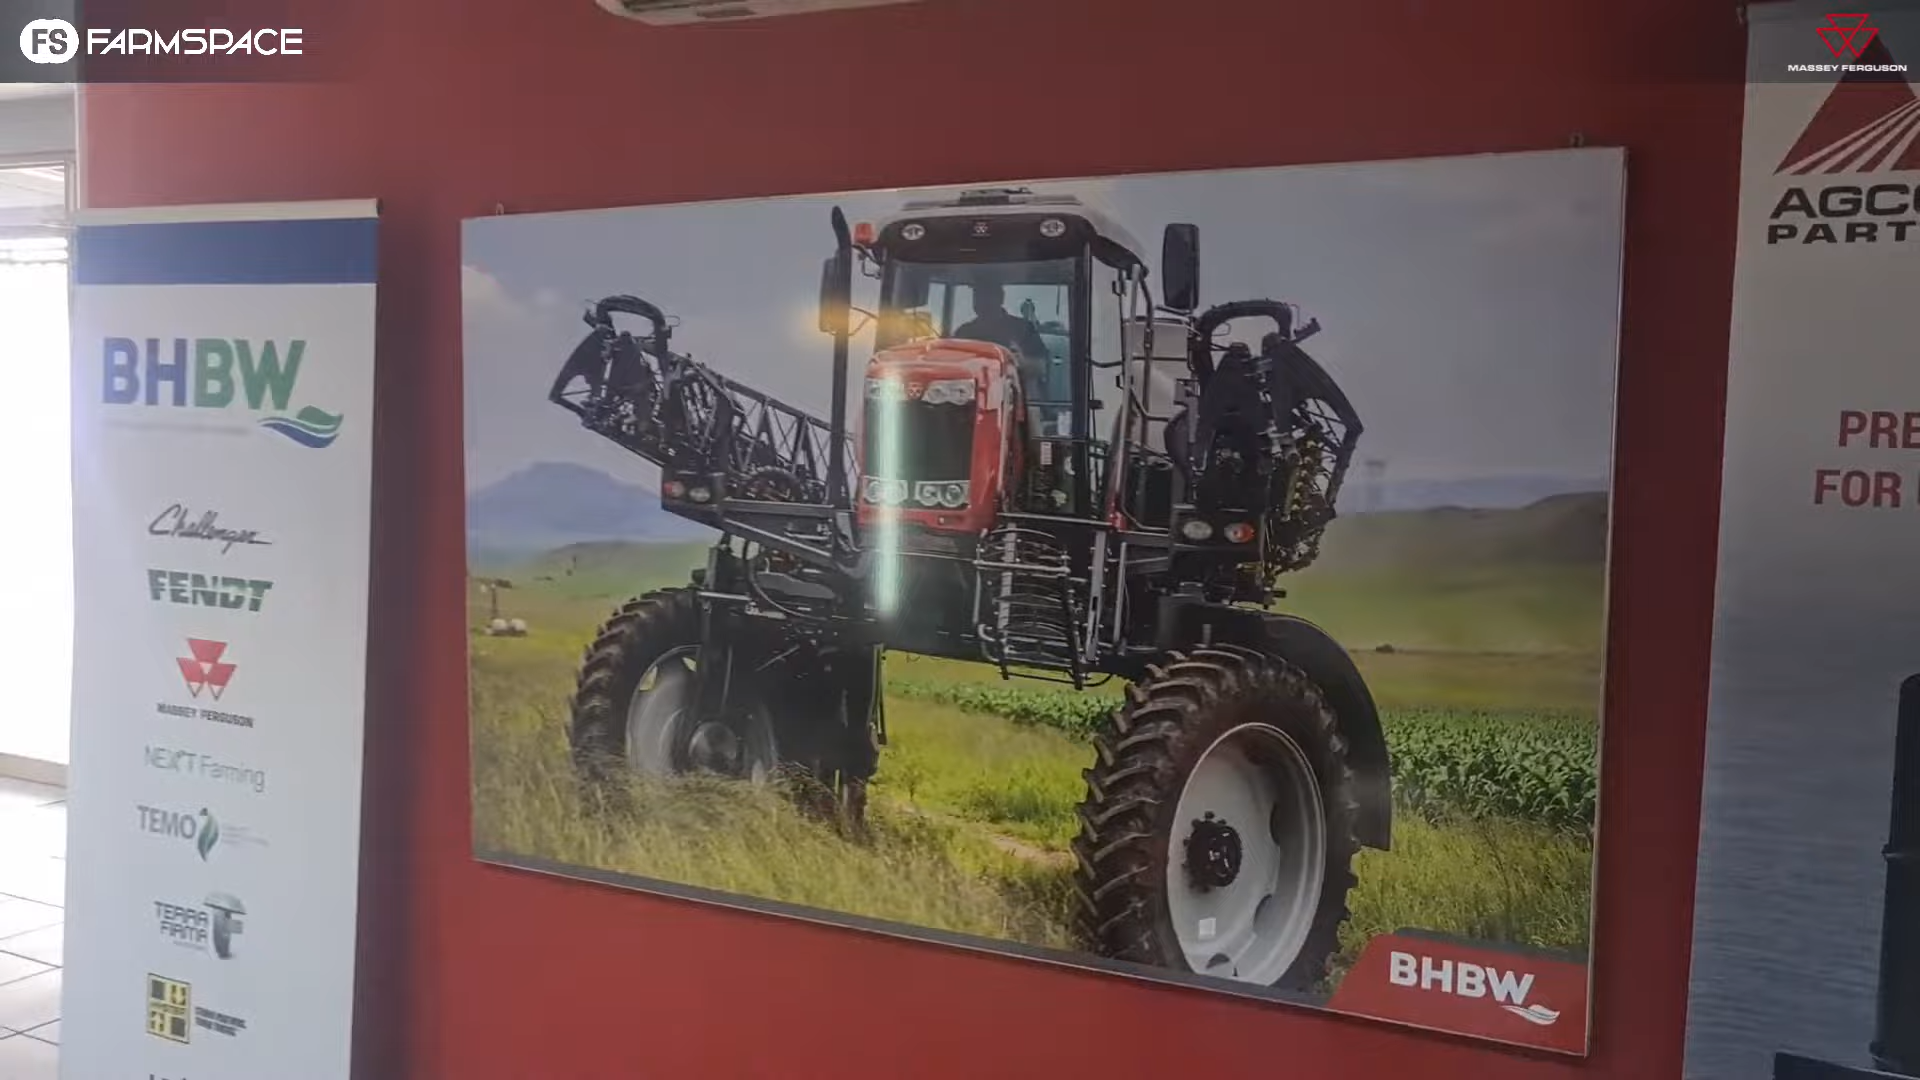 FS FARMSPACE
MASSEY FERGUSON
BHBW
Challenger
FENDT
MASSEY FERGUSON
NEXT Farming
TEMO
TERRA
FIRMA
BHBW
AGCO
PART
PRE
FOR